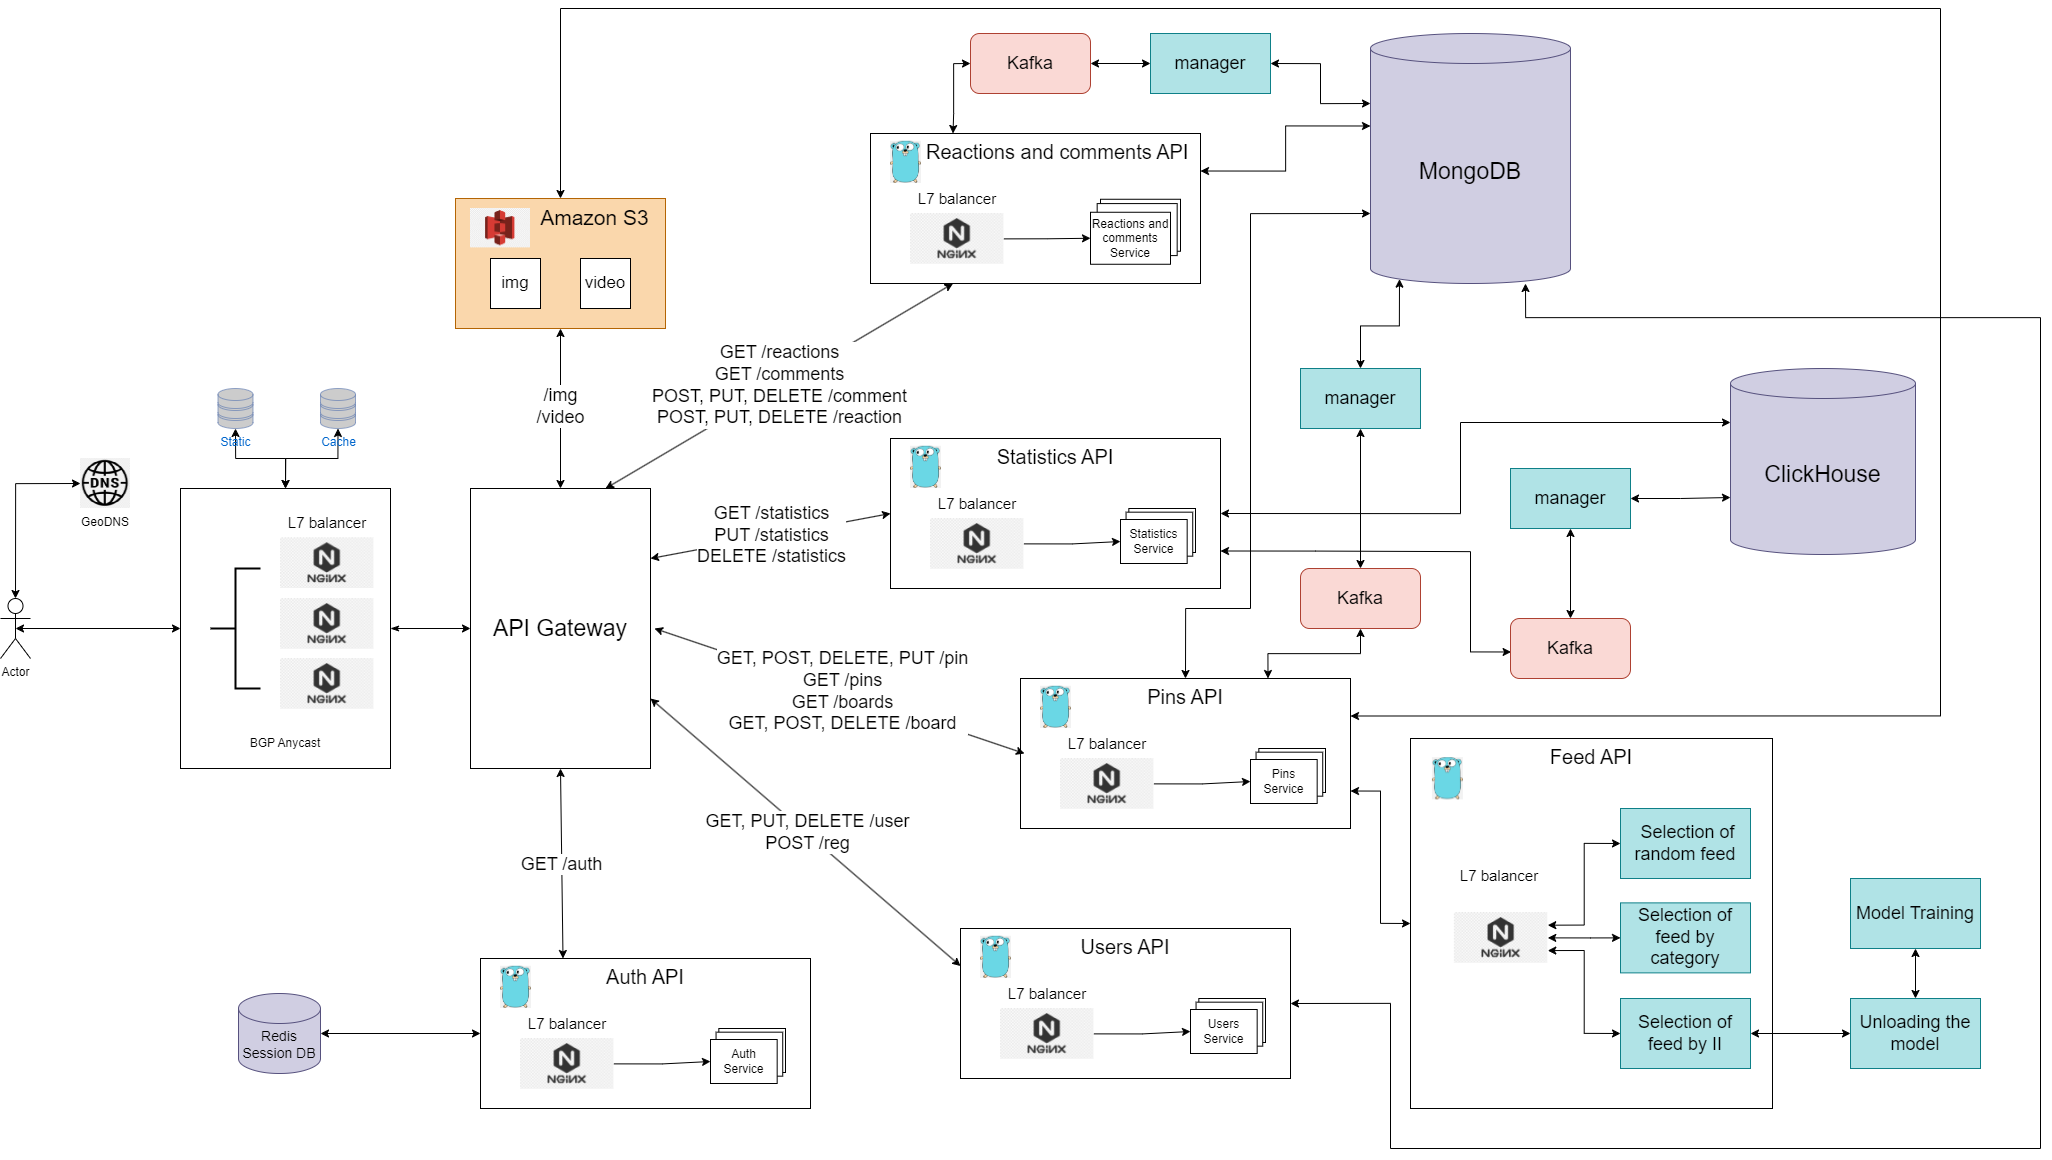 Kafka
manager
MongoDB
Reactions and comments API
L7 balancer
NGINX
Reactions and
comments
Service
Amazon S3
img
video
/img
/video
GET /reactions
GET /comments
POST, PUT, DELETE /comment
POST, PUT, DELETE /reaction
Static
Cache
DNS
GeoDNS
Actor
L7 balancer
NGINX
NGINX
NGINX
BGP Anycast
API Gateway
GET /statistics
PUT /statistics
DELETE /statistics
Statistics API
L7 balancer
NGINX
Statistics
Service
manager
Kafka
manager
Kafka
ClickHouse
GET, POST, DELETE, PUT /pin
GET /pins
GET /boards
GET, POST, DELETE /board
Pins API
L7 balancer
NGINX
Pins
Service
GET, PUT, DELETE /user
POST /reg
GET /auth
Feed API
L7 balancer
NGINX
Selection of
random feed
Selection of
feed by
category
Selection of
feed by II
Model Training
Unloading the
model
Users API
L7 balancer
NGINX
Users
Service
Auth API
L7 balancer
NGINX
Auth
Service
Redis
Session DB